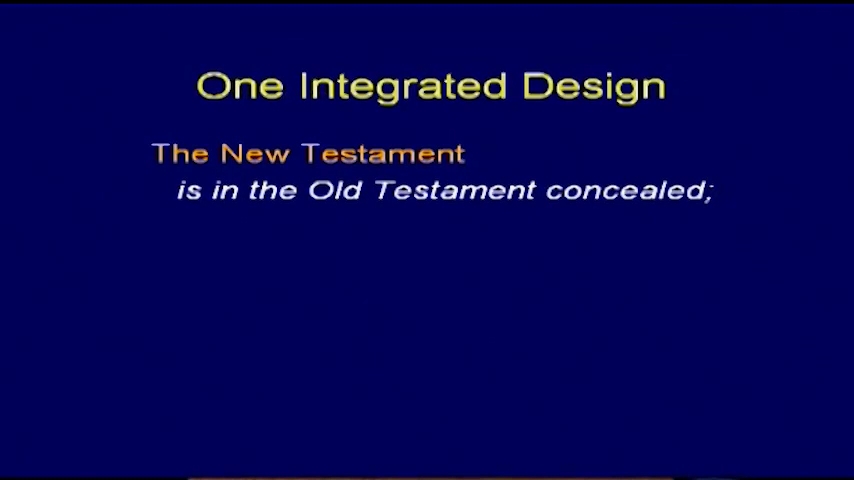 One Integrated Design
The New Testament
is in the Old Testament concealed;